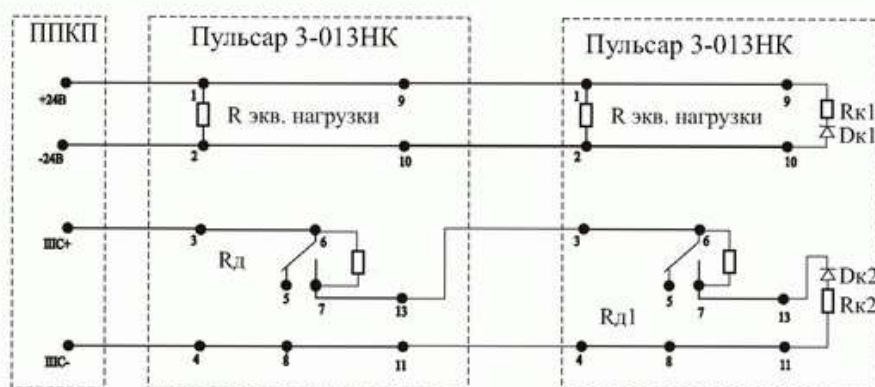 ППКП
Пульсар 3-013НК
Пульсар 3-013НК
+24В
1
9
1
9
R экв. нагрузки
R экв. нагрузки
Rк1
Dк1
-24В
2
10
2
10
ШС+
3
6
3
6
Rд
5
7
13
5
7
13
Dк2
Rк2
Rд1
ШС-
4
8
11
4
8
11